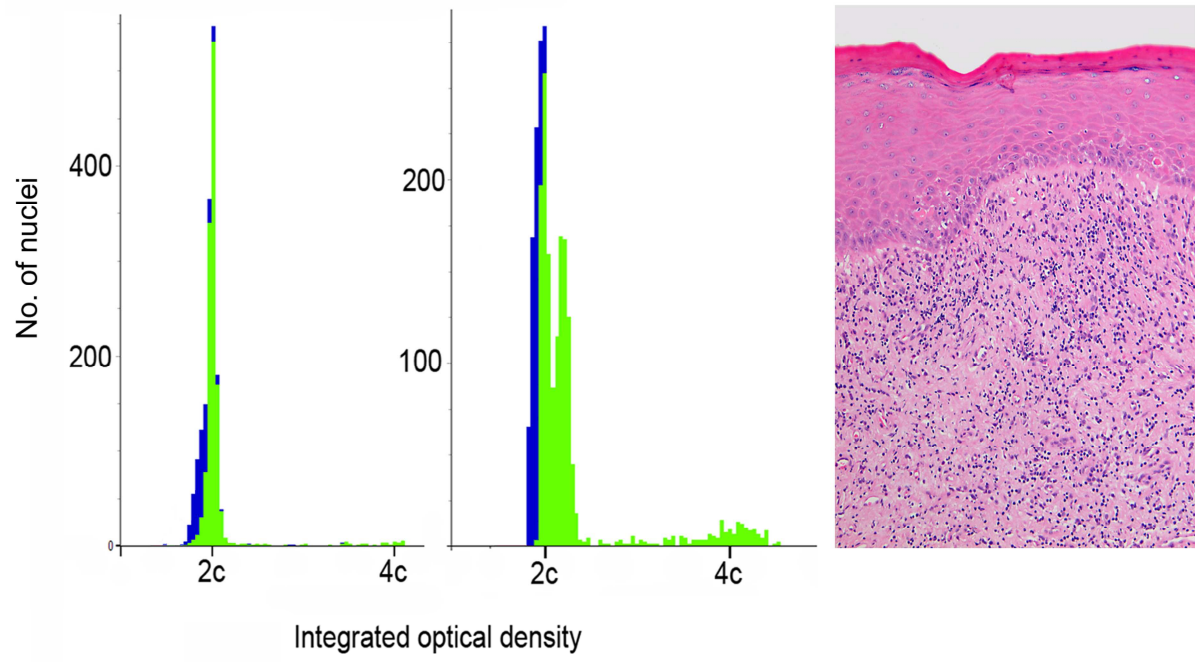 No. of nuclei
400
200
0
2c
4c
200
100
2c
4c
Integrated optical density